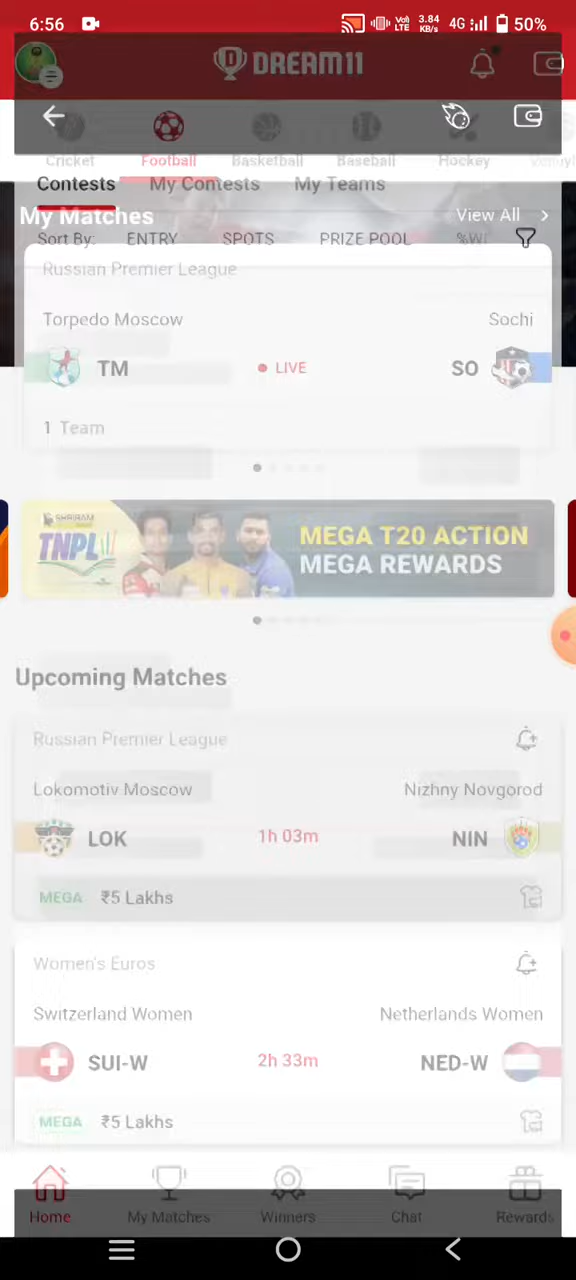 6:56 Vo) LTE 3.84 KB/s 4G 50%
DREAM11
Cricket Football Basketball Baseball Hockey
Contests My Contests My Teams
My Matches View All
Sort By: ENTRY SPOTS PRIZE POOL
Russian Premier League
Torpedo Moscow Sochi
TM LIVE SO
1 Team
SHRIRAM
TNPL
MEGA T20 ACTION
MEGA REWARDS
Upcoming Matches
Russian Premier League
Lokomotiv Moscow Nizhny Novgorod
LOK 1h 03m NIN
MEGA ₹5 Lakhs
Women's Euros
Switzerland Women Netherlands Women
SUI-W 2h 33m NED-W
MEGA ₹5 Lakhs
Home My Matches Winners Chat Rewards